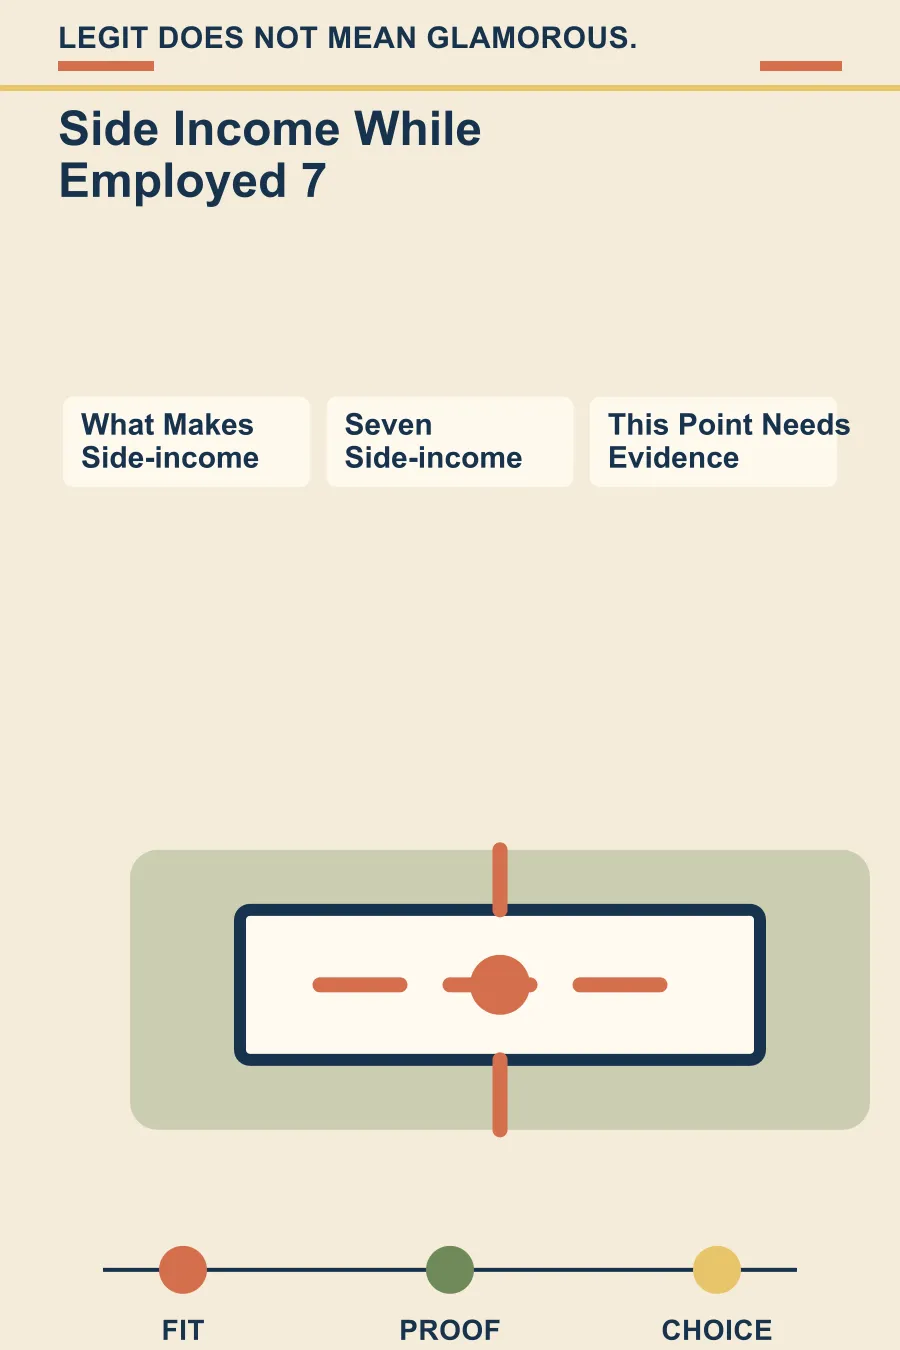 LEGIT DOES NOT MEAN GLAMOROUS.
Side Income While
Employed 7
What Makes
Side-income
Seven
Side-income
This Point Needs
Evidence
FIT
PROOF
CHOICE